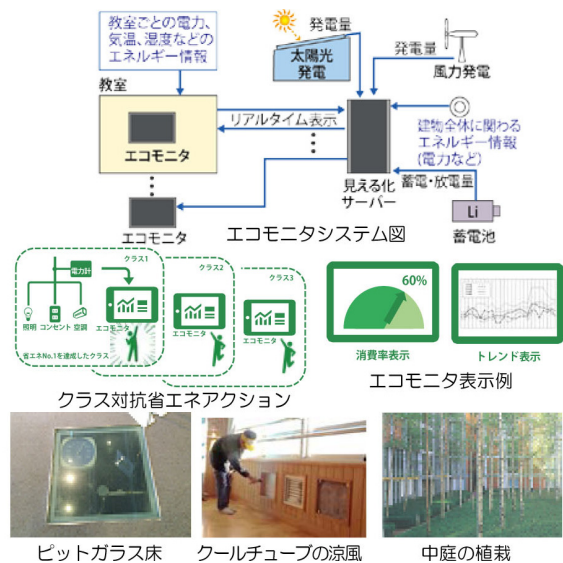 教室ごとの電力、
気温、湿度などの
エネルギー情報
発電量
太陽光
発電
発電量
風力発電
教室
エコモニタ
リアルタイム表示
建物全体に関わる
エネルギー情報
(電力など)
見える化
サーバー
蓄電・放電量
Li
蓄電池
エコモニタ
エコモニタシステム図
クラス1
電力計
照明 コンセント 空調
エコモニタ
省エネNo.1を達成したクラス
クラス2
エコモニタ
クラス3
エコモニタ
クラス対抗省エネアクション
60%
消費率表示
トレンド表示
エコモニタ表示例
ピットガラス床
クールチューブの涼風
中庭の植栽